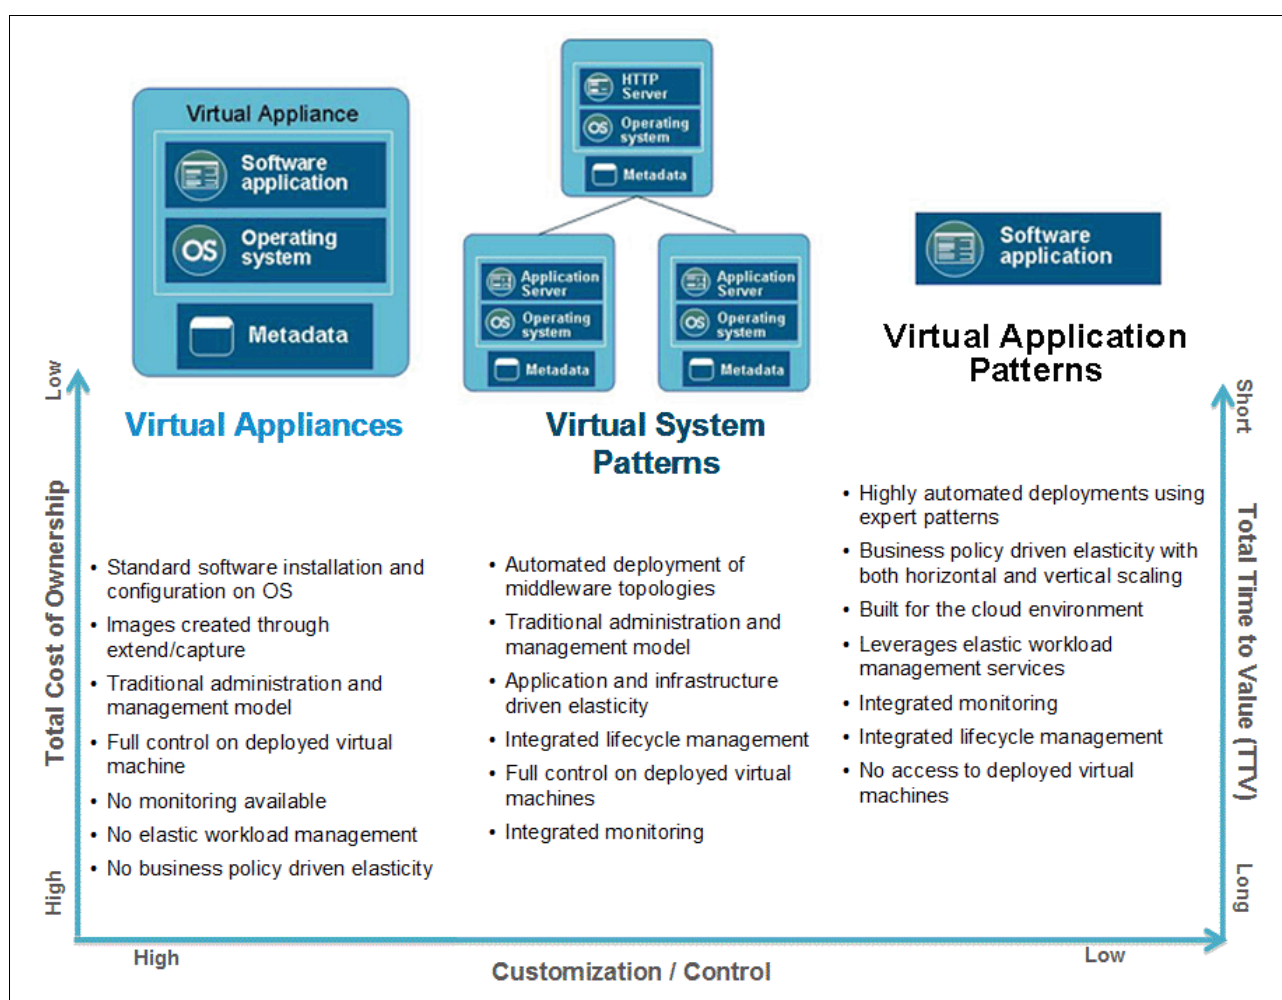 Virtual Appliance
Software
application
OS
Operating
system
Metadata
Virtual Appliances
HTTP
Server
OS
Operating
system
Metadata
Application
Server
OS
Operating
system
Metadata
Application
Server
OS
Operating
system
Metadata
Virtual System
Patterns
Software
application
Virtual Application
Patterns
Low
Total Cost of Ownership
High
• Standard software installation and
configuration on OS
• Images created through
extend/capture
• Traditional administration and
management model
• Full control on deployed virtual
machine
• No monitoring available
• No elastic workload management
• No business policy driven elasticity
• Automated deployment of
middleware topologies
• Traditional administration and
management model
• Application and infrastructure
driven elasticity
• Integrated lifecycle management
• Full control on deployed virtual
machines
• Integrated monitoring
• Highly automated deployments using
expert patterns
• Business policy driven elasticity with
both horizontal and vertical scaling
• Built for the cloud environment
• Leverages elastic workload
management services
• Integrated monitoring
• Integrated lifecycle management
• No access to deployed virtual
machines
Short
Total Time to Value (TTV)
Long
High
Customization / Control
Low